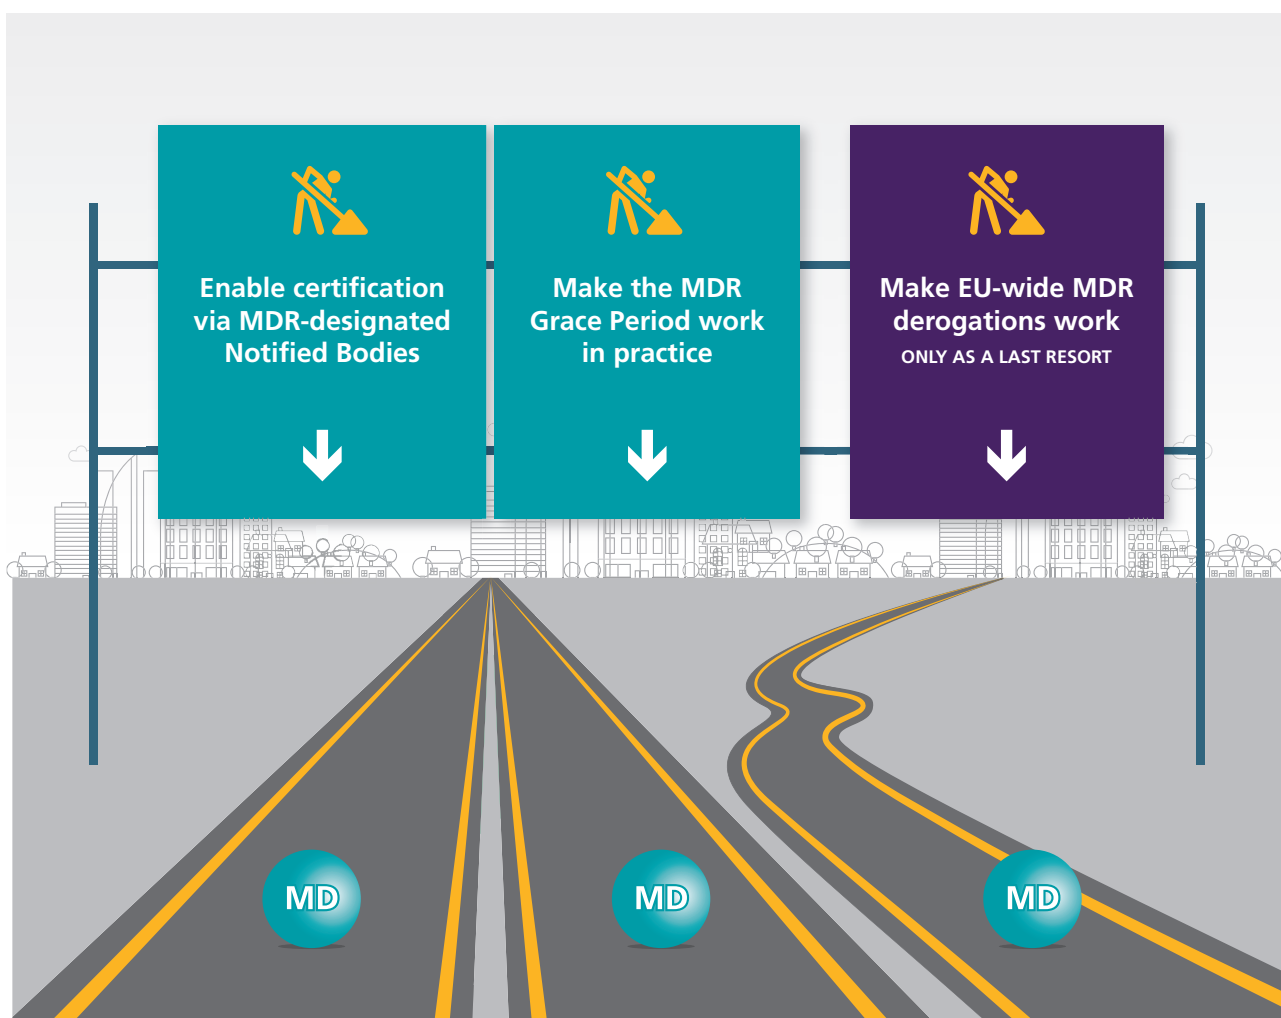 Enable certification
via MDR-designated
Notified Bodies
Make the MDR
Grace Period work
in practice
Make EU-wide MDR
derogations work
ONLY AS A LAST RESORT
MD
MD
MD